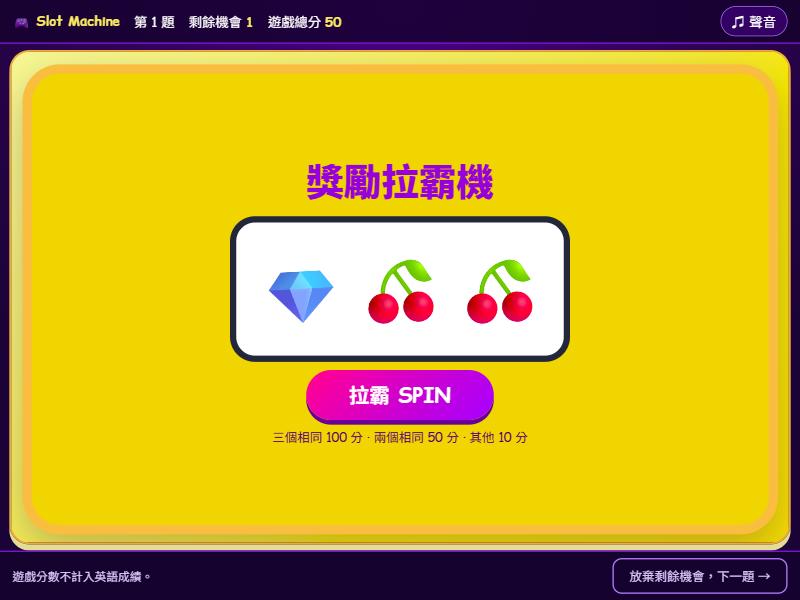 🎮 Slot Machine 第 1 題 剩餘機會 1 遊戲總分 50
♫ 聲音
獎勵拉霸機
拉霸 SPIN
三個相同 100 分 · 兩個相同 50 分 · 其他 10 分
遊戲分數不計入英語成績。
放棄剩餘機會，下一題 →